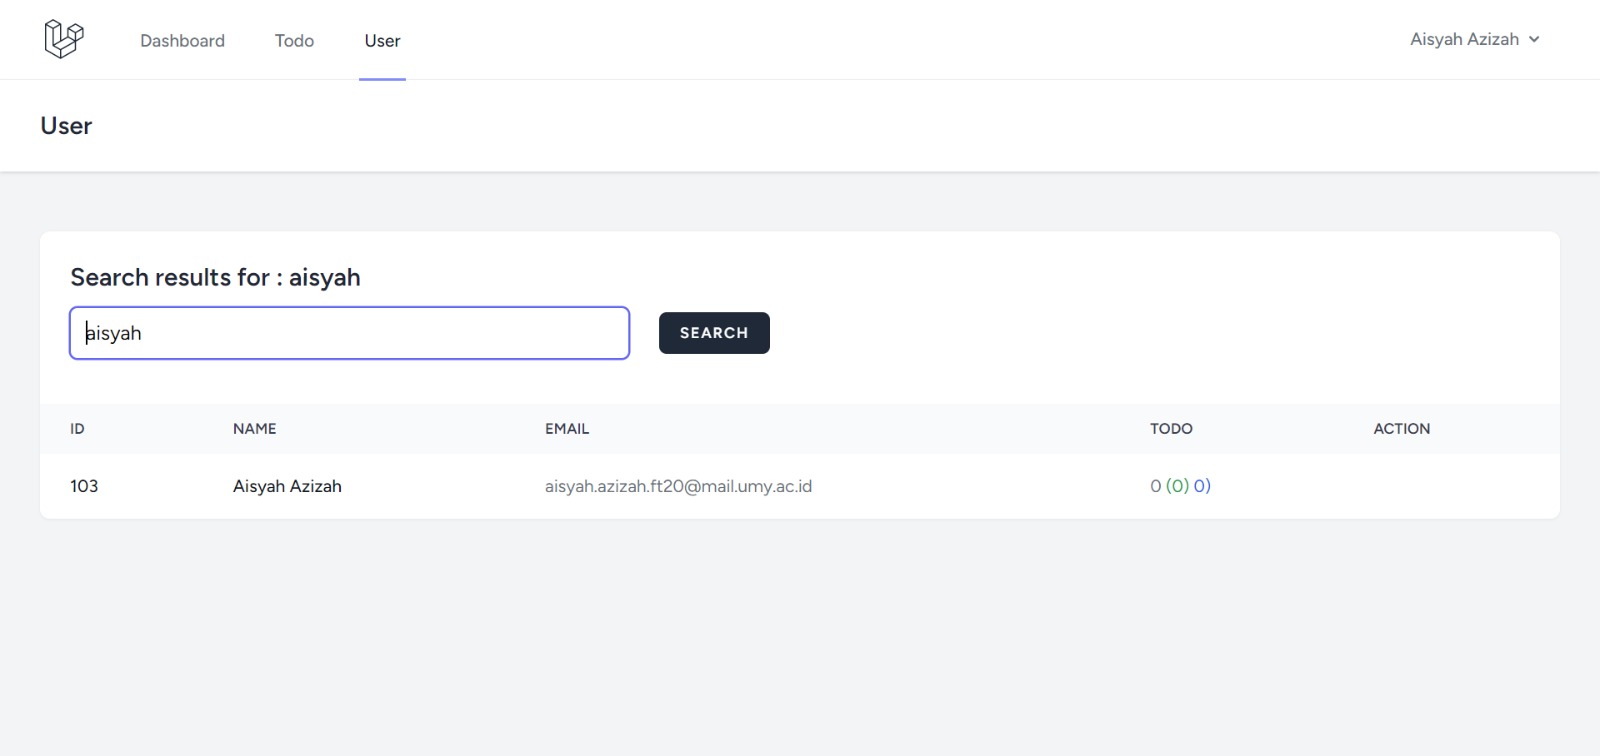 Dashboard Todo User Aisyah Azizah
User
Search results for : aisyah
aisyah SEARCH
ID NAME EMAIL TODO ACTION
103 Aisyah Azizah aisyah.azizah.ft20@mail.umy.ac.id 0 (0) 0)